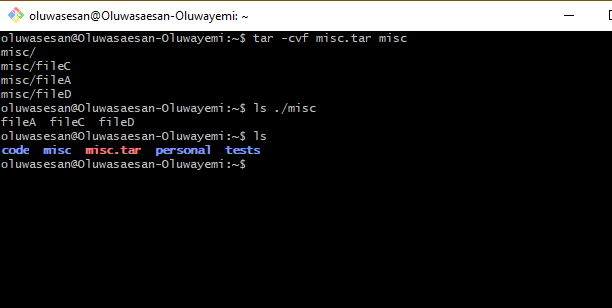 oluwasesan@Oluwasaesan-Oluwayemi: ~
oluwasesan@Oluwasaesan-Oluwayemi:~$ tar -cvf misc.tar misc
misc/
misc/fileC
misc/fileA
misc/fileD
oluwasesan@Oluwasaesan-Oluwayemi:~$ ls ./misc
fileA  fileC  fileD
oluwasesan@Oluwasaesan-Oluwayemi:~$ ls
code  misc  misc.tar  personal  tests
oluwasesan@Oluwasaesan-Oluwayemi:~$